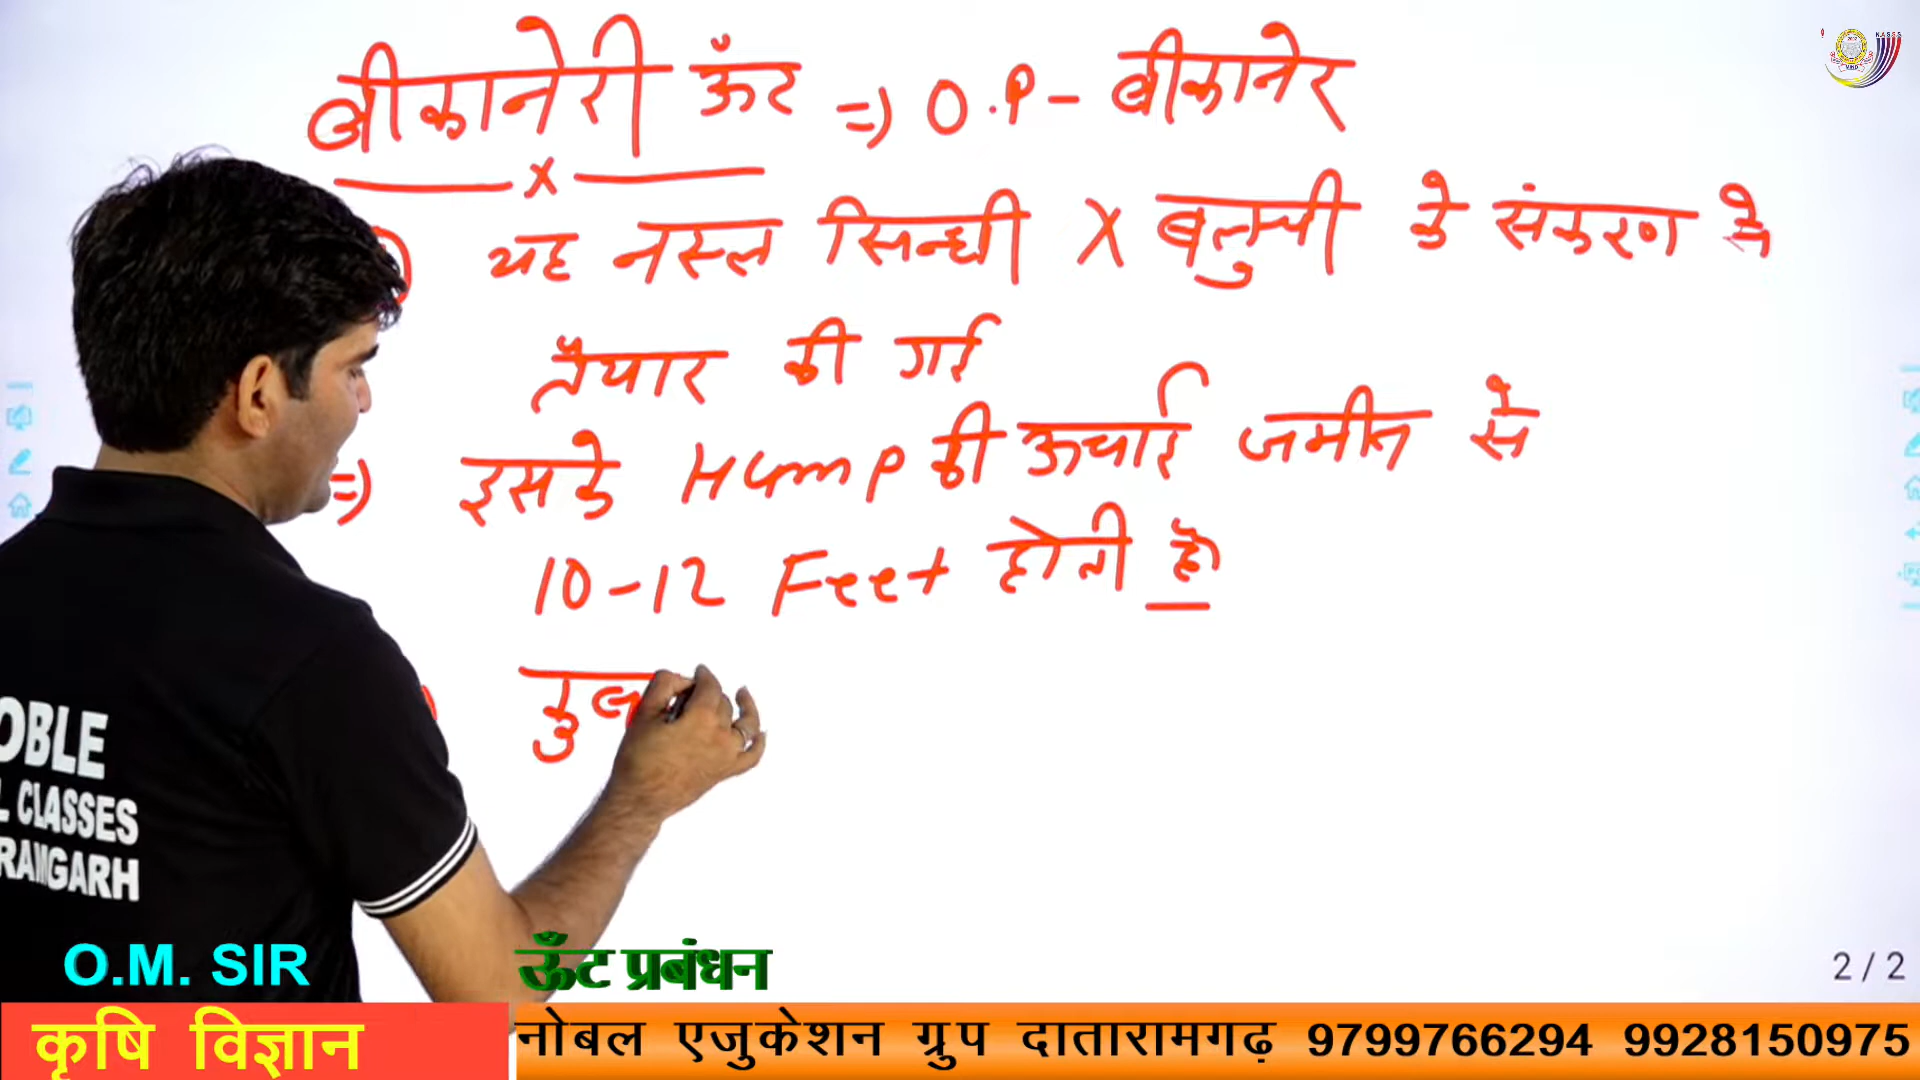 बीकानेरी ऊँट => O.P - बीकानेर
x
यह नस्ल सिन्धी X बलुची के संकरण से
तैयार की गई
=) इसके Hump की ऊचाई जमीन से
10-12 Feet होती है
OBLE
L CLASSES
RAMGARH
O.M. SIR
ऊँट प्रबंधन
2 / 2
कृषि विज्ञान
नोबल एजुकेशन ग्रुप दातारामगढ़ 9799766294 9928150975